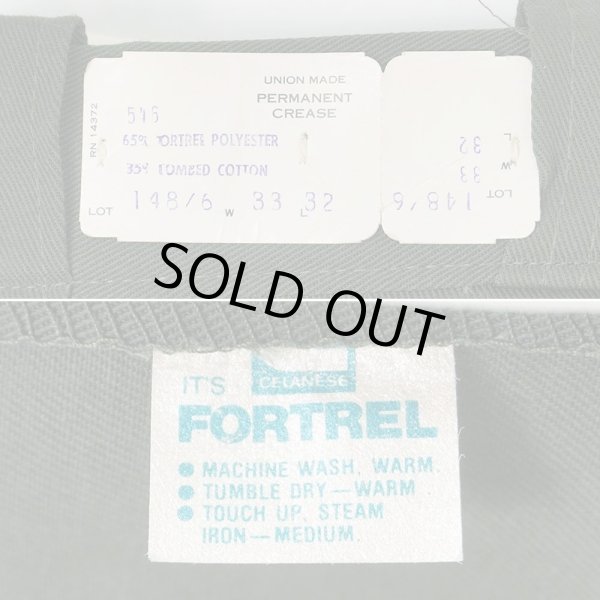 UNION MADE
PERMANENT
CREASE
RN 14372
65% FORTREL POLYESTER
35% COMBED COTTON
LOT 148/6 W 33 L 32
L 32
W 33
LOT 148/6
SOLD OUT
CELANESE
IT'S
FORTREL
• MACHINE WASH, WARM.
• TUMBLE DRY—WARM
• TOUCH UP, STEAM
IRON—MEDIUM.